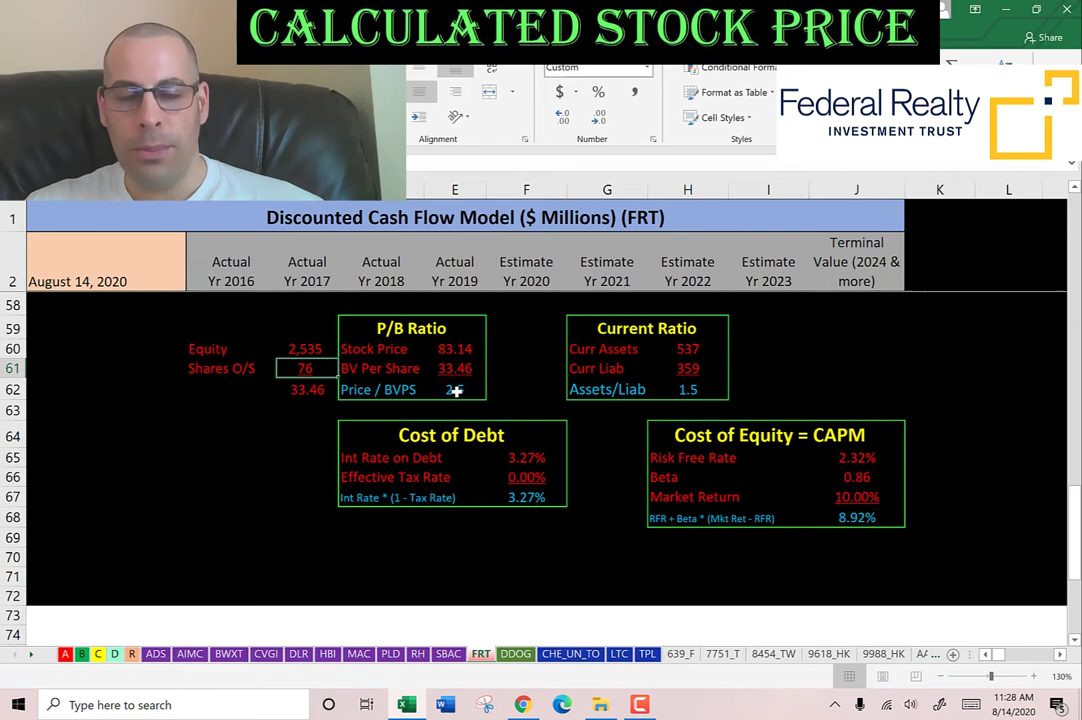 CALCULATED STOCK PRICE
Share
Custom
Conditional Form
$ % ,
Format as Table
Cell Styles
Alignment
Number
Styles
Federal Realty
INVESTMENT TRUST
E F G H I J K L
1 Discounted Cash Flow Model ($ Millions) (FRT)
Actual Actual Actual Actual Estimate Estimate Estimate Estimate Terminal Value (2024 & more)
2 August 14, 2020 Yr 2016 Yr 2017 Yr 2018 Yr 2019 Yr 2020 Yr 2021 Yr 2022 Yr 2023
58
59 P/B Ratio Current Ratio
60 Equity 2,535 Stock Price 83.14 Curr Assets 537
61 Shares O/S 76 BV Per Share 33.46 Curr Liab 359
62 33.46 Price / BVPS Assets/Liab 1.5
63
64 Cost of Debt Cost of Equity = CAPM
65 Int Rate on Debt 3.27% Risk Free Rate 2.32%
66 Effective Tax Rate 0.00% Beta 0.86
67 Int Rate * (1 - Tax Rate) 3.27% Market Return 10.00%
68 RFR + Beta * (Mkt Ret - RFR) 8.92%
69
70
71
72
73
74
A B C D R ADS AIMC BWXT CVGI DLR HBI MAC PLD RH SBAC FRT DDOG CHE_UN_TO LTC TPL 639_F 7751_T 8454_TW 9618_HK 9988_HK ...
130%
Type here to search
11:28 AM
8/14/2020